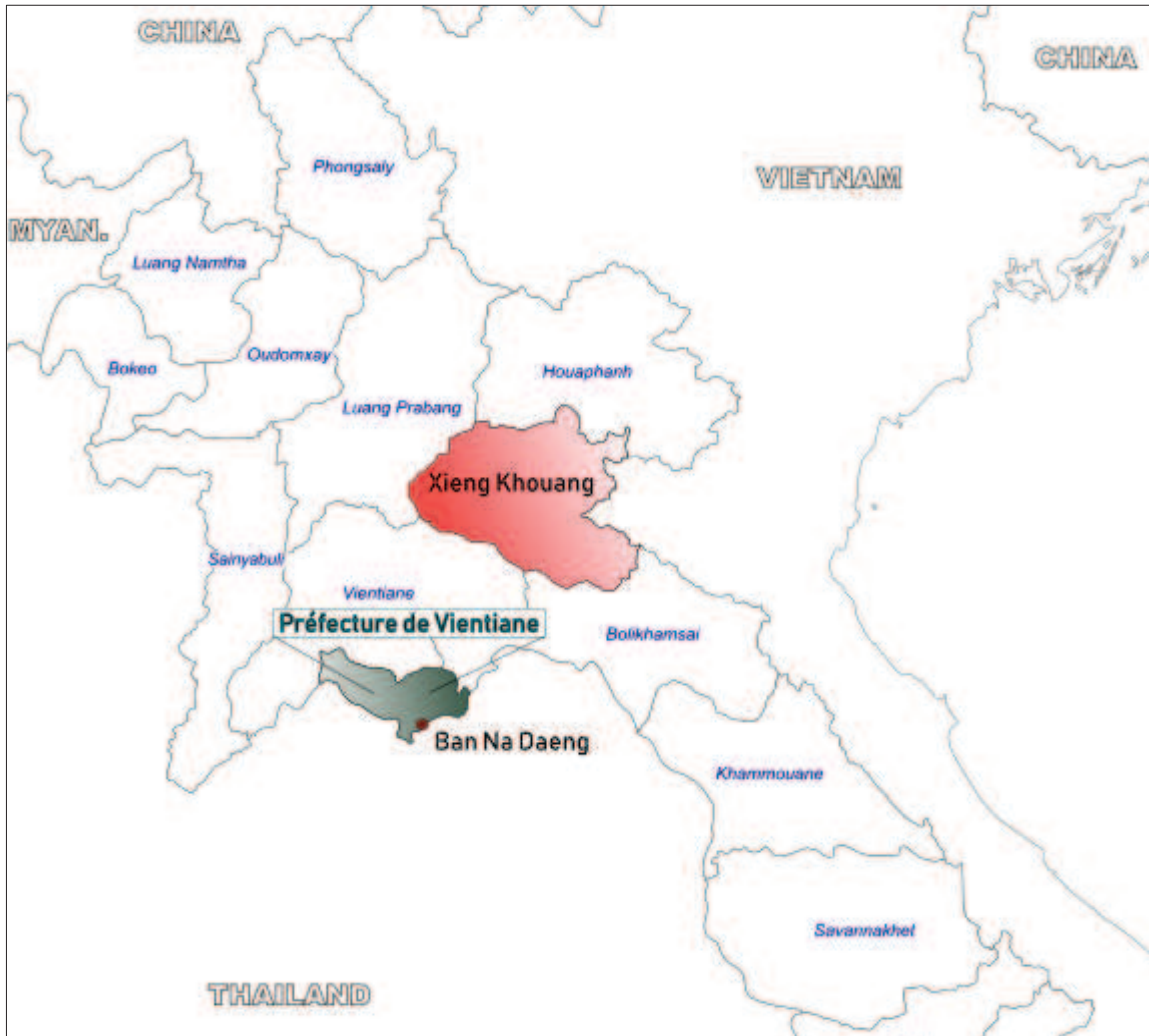 CHINA
CHINA
Phongsaly
VIETNAM
MYAN.
Luang Namtha
Oudomxay
Bokeo
Houaphanh
Luang Prabang
Xieng Khouang
Sainyabuli
Vientiane
Préfecture de Vientiane
Bolikhamsai
Ban Na Daeng
Khammouane
Savannakhet
THAILAND